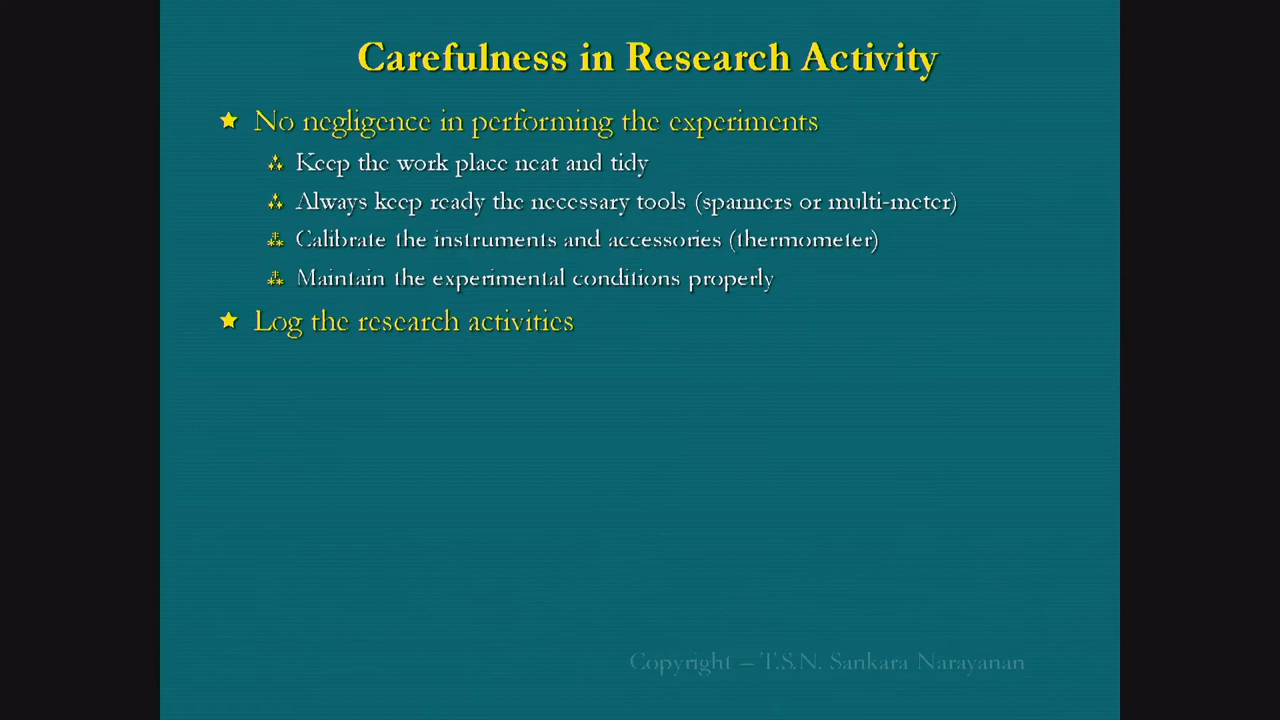 Carefulness in Research Activity
No negligence in performing the experiments
Keep the work place neat and tidy
Always keep ready the necessary tools (spanners or multi-meter)
Calibrate the instruments and accessories (thermometer)
Maintain the experimental conditions properly
Log the research activities
Copyright – T.S.N. Sankara Narayanan